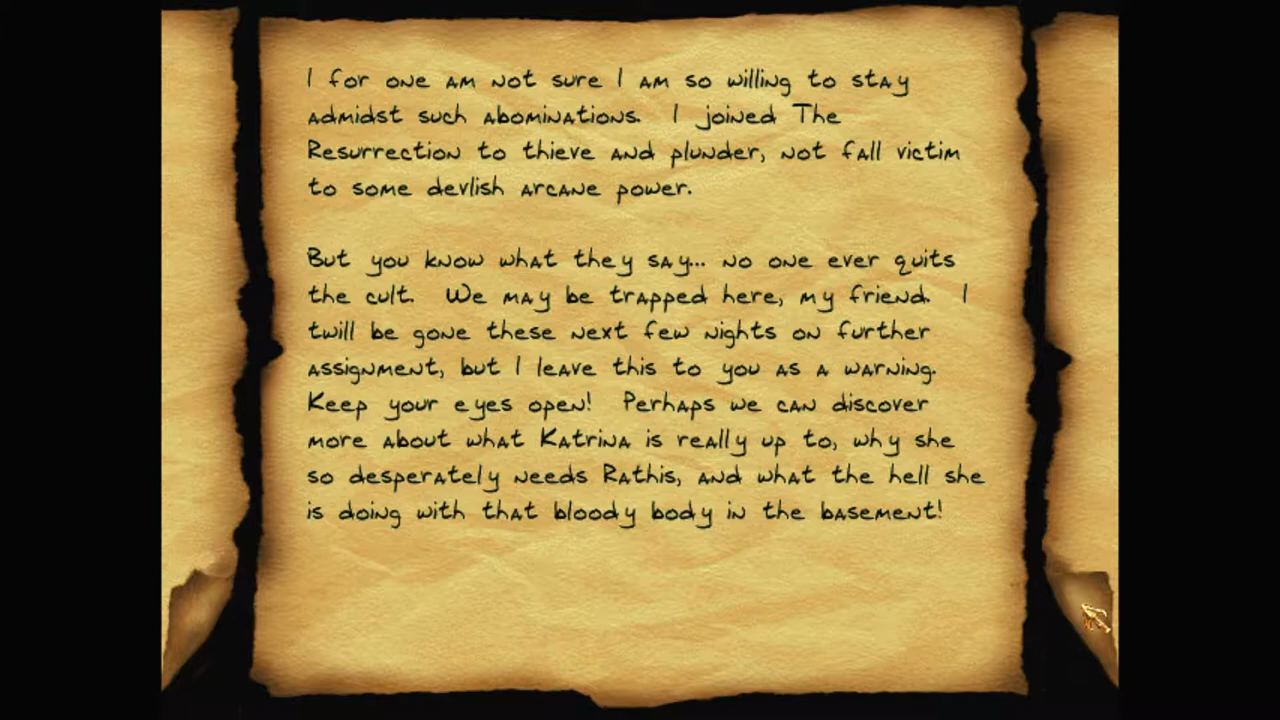 I for one am not sure I am so willing to stay
admidst such abominations. I joined The
Resurrection to thieve and plunder, not fall victim
to some devlish arcane power.
But you know what they say... no one ever quits
the cult. We may be trapped here, my friend. I
twill be gone these next few nights on further
assignment, but I leave this to you as a warning.
Keep your eyes open! Perhaps we can discover
more about what Katrina is really up to, why she
so desperately needs Rathis, and what the hell she
is doing with that bloody body in the basement!